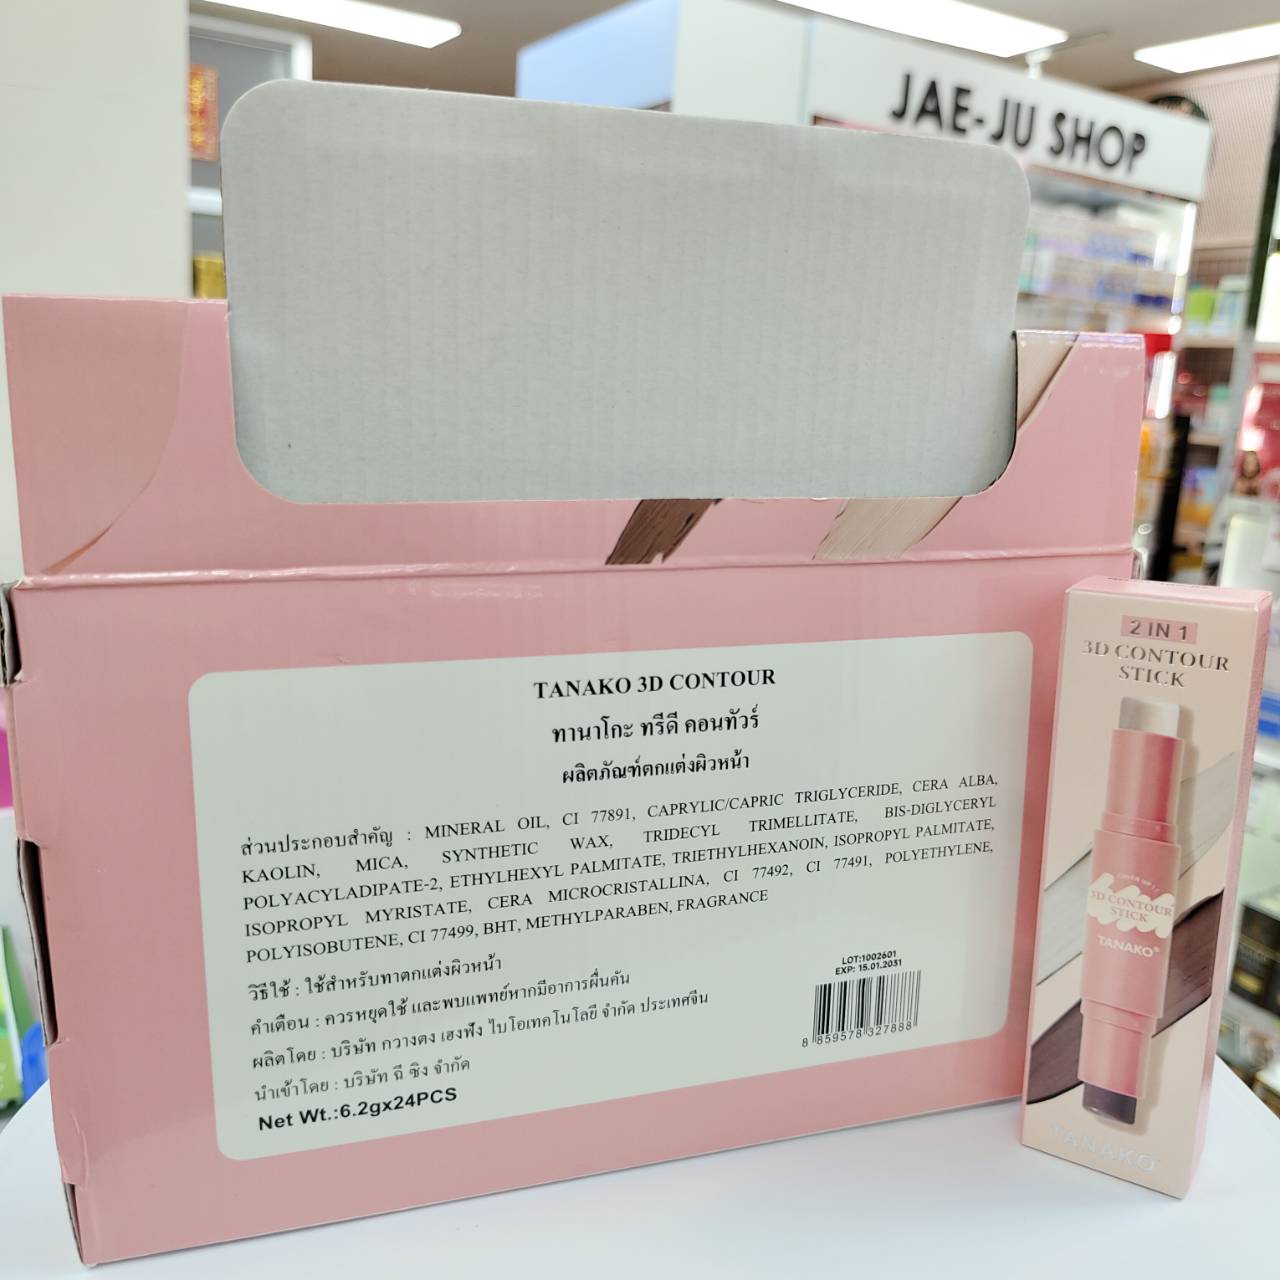 JAE-JU SHOP
TANAKO 3D CONTOUR
ทานาโกะ ทรีดี คอนทัวร์
ผลิตภัณฑ์ตกแต่งผิวหน้า
ส่วนประกอบสำคัญ : MINERAL OIL, CI 77891, CAPRYLIC/CAPRIC TRIGLYCERIDE, CERA ALBA,
KAOLIN, MICA, SYNTHETIC WAX, TRIDECYL TRIMELLITATE, BIS-DIGLYCERYL
POLYACYLADIPATE-2, ETHYLHEXYL PALMITATE, TRIETHYLHEXANOIN, ISOPROPYL PALMITATE,
ISOPROPYL MYRISTATE, CERA MICROCRISTALLINA, CI 77492, CI 77491, POLYETHYLENE,
POLYISOBUTENE, CI 77499, BHT, METHYLPARABEN, FRAGRANCE
วิธีใช้ : ใช้สำหรับทาตกแต่งผิวหน้า
คำเตือน : ควรหยุดใช้ และพบแพทย์หากมีอาการผื่นคัน
ผลิตโดย : บริษัท กวางตง เฮงฟัง ไบโอเทคโนโลยี จำกัด ประเทศจีน
นำเข้าโดย : บริษัท ฉี ซิง จำกัด
Net Wt.:6.2gx24PCS
LOT:1002601
EXP: 15.01.2031
8 859578 327888
2 IN 1
3D CONTOUR
STICK
COVER UP
3D CONTOUR
STICK
TANAKO®
TANAKO